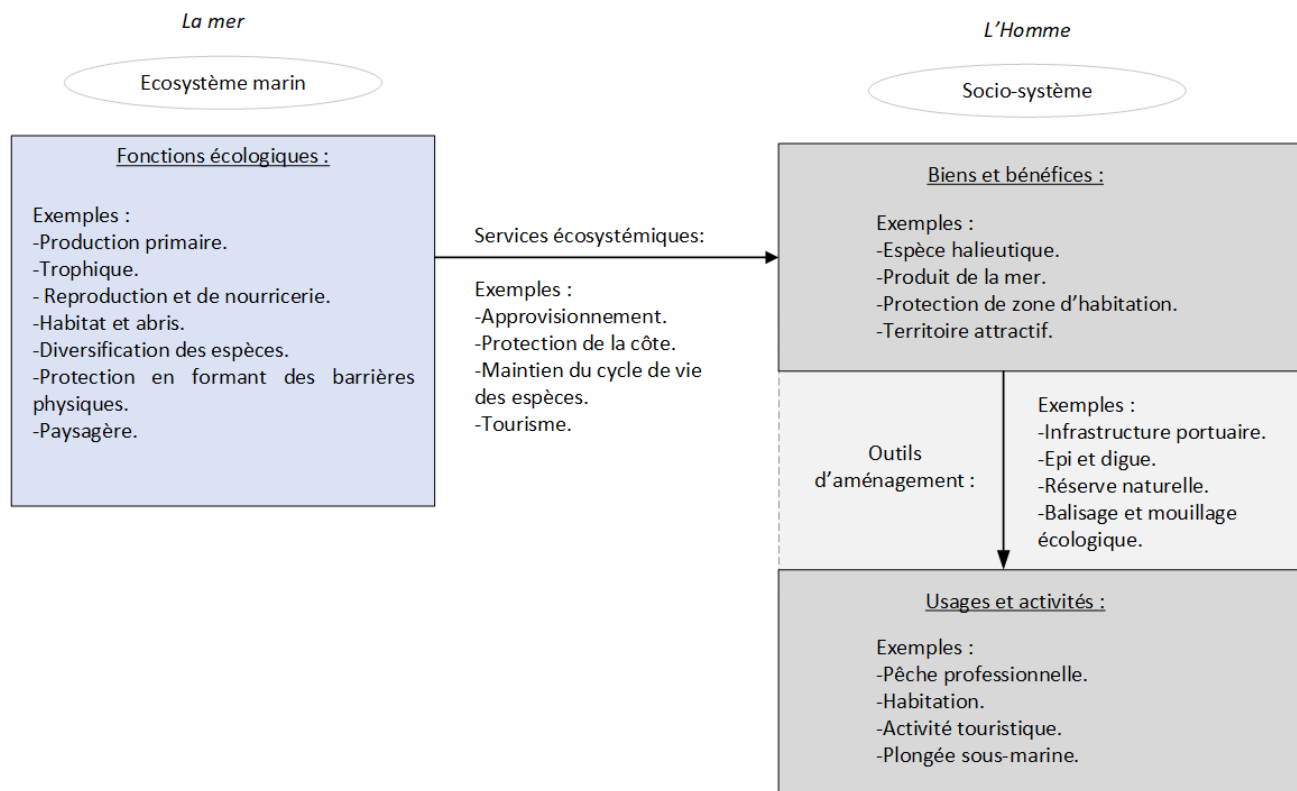 La mer
Ecosystème marin
Fonctions écologiques :
Exemples :
-Production primaire.
-Trophique.
- Reproduction et de nourricerie.
-Habitat et abris.
-Diversification des espèces.
-Protection en formant des barrières
physiques.
-Paysagère.
Services écosystémiques:
Exemples :
-Approvisionnement.
-Protection de la côte.
-Maintien du cycle de vie
des espèces.
-Tourisme.
L’Homme
Socio-système
Biens et bénéfices :
Exemples :
-Espèce halieutique.
-Produit de la mer.
-Protection de zone d’habitation.
-Territoire attractif.
Outils
d’aménagement :
Exemples :
-Infrastructure portuaire.
-Epi et digue.
-Réserve naturelle.
-Balisage et mouillage
écologique.
Usages et activités :
Exemples :
-Pêche professionnelle.
-Habitation.
-Activité touristique.
-Plongée sous-marine.